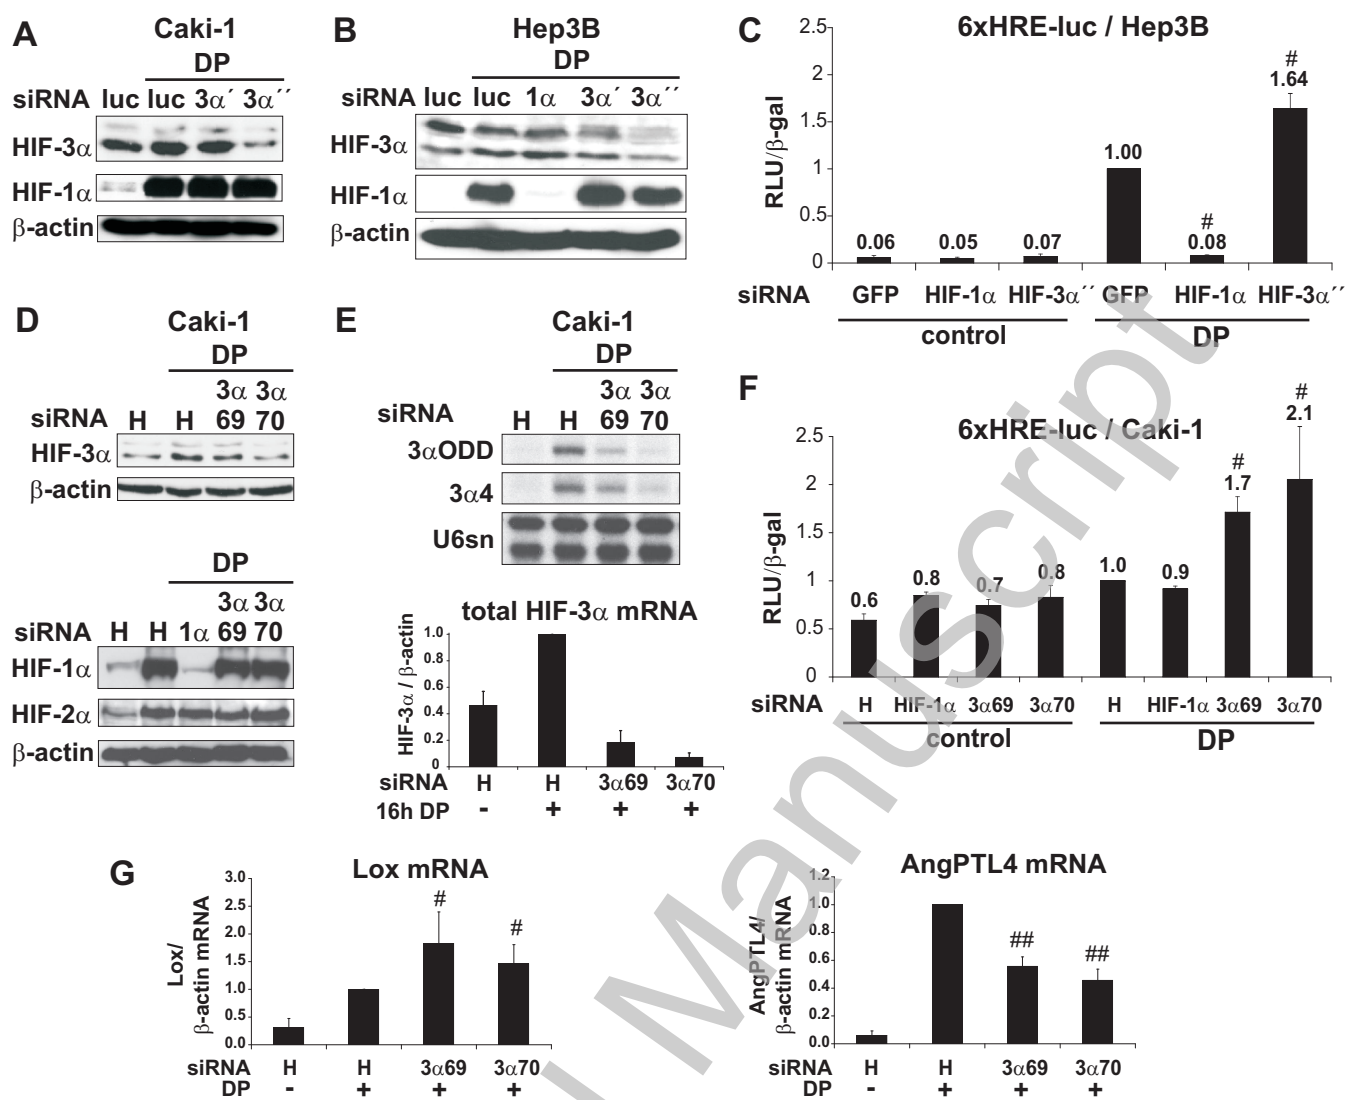 A
Caki-1
DP
siRNA luc luc 3α´ 3α´´
HIF-3α
HIF-1α
β-actin
B
Hep3B
DP
siRNA luc luc 1α 3α´ 3α´´
HIF-3α
HIF-1α
β-actin
C
6xHRE-luc / Hep3B
RLU/β-gal
2.5
2
1.5
1
0.5
0
0.06 0.05 0.07 1.00 # 0.08 # 1.64
siRNA GFP HIF-1α HIF-3α´´ GFP HIF-1α HIF-3α´´
control DP
D
Caki-1
DP
3α 3α
siRNA H H 69 70
HIF-3α
β-actin
DP
3α 3α
siRNA H H 1α 69 70
HIF-1α
HIF-2α
β-actin
E
Caki-1
DP
3α 3α
siRNA H H 69 70
3αODD
3α4
U6sn
total HIF-3α mRNA
HIF-3α / β-actin
1.0
0.8
0.6
0.4
0.2
0
siRNA H H 3α69 3α70
16h DP - + + +
F
6xHRE-luc / Caki-1
RLU/β-gal
2.5
2
1.5
1
0.5
0
0.6 0.8 0.7 0.8 1.0 0.9 # 1.7 # 2.1
siRNA H HIF-1α 3α69 3α70 H HIF-1α 3α69 3α70
control DP
G
Lox mRNA
Lox/
β-actin mRNA
3.0
2.5
2.0
1.5
1.0
0.5
0.0
# #
siRNA H H 3α69 3α70
DP - + + +
AngPTL4 mRNA
AngPTL4/
β-actin mRNA
1.2
1.0
0.8
0.6
0.4
0.2
0.0
## ##
siRNA H H 3α69 3α70
DP - + + +
Manuscript